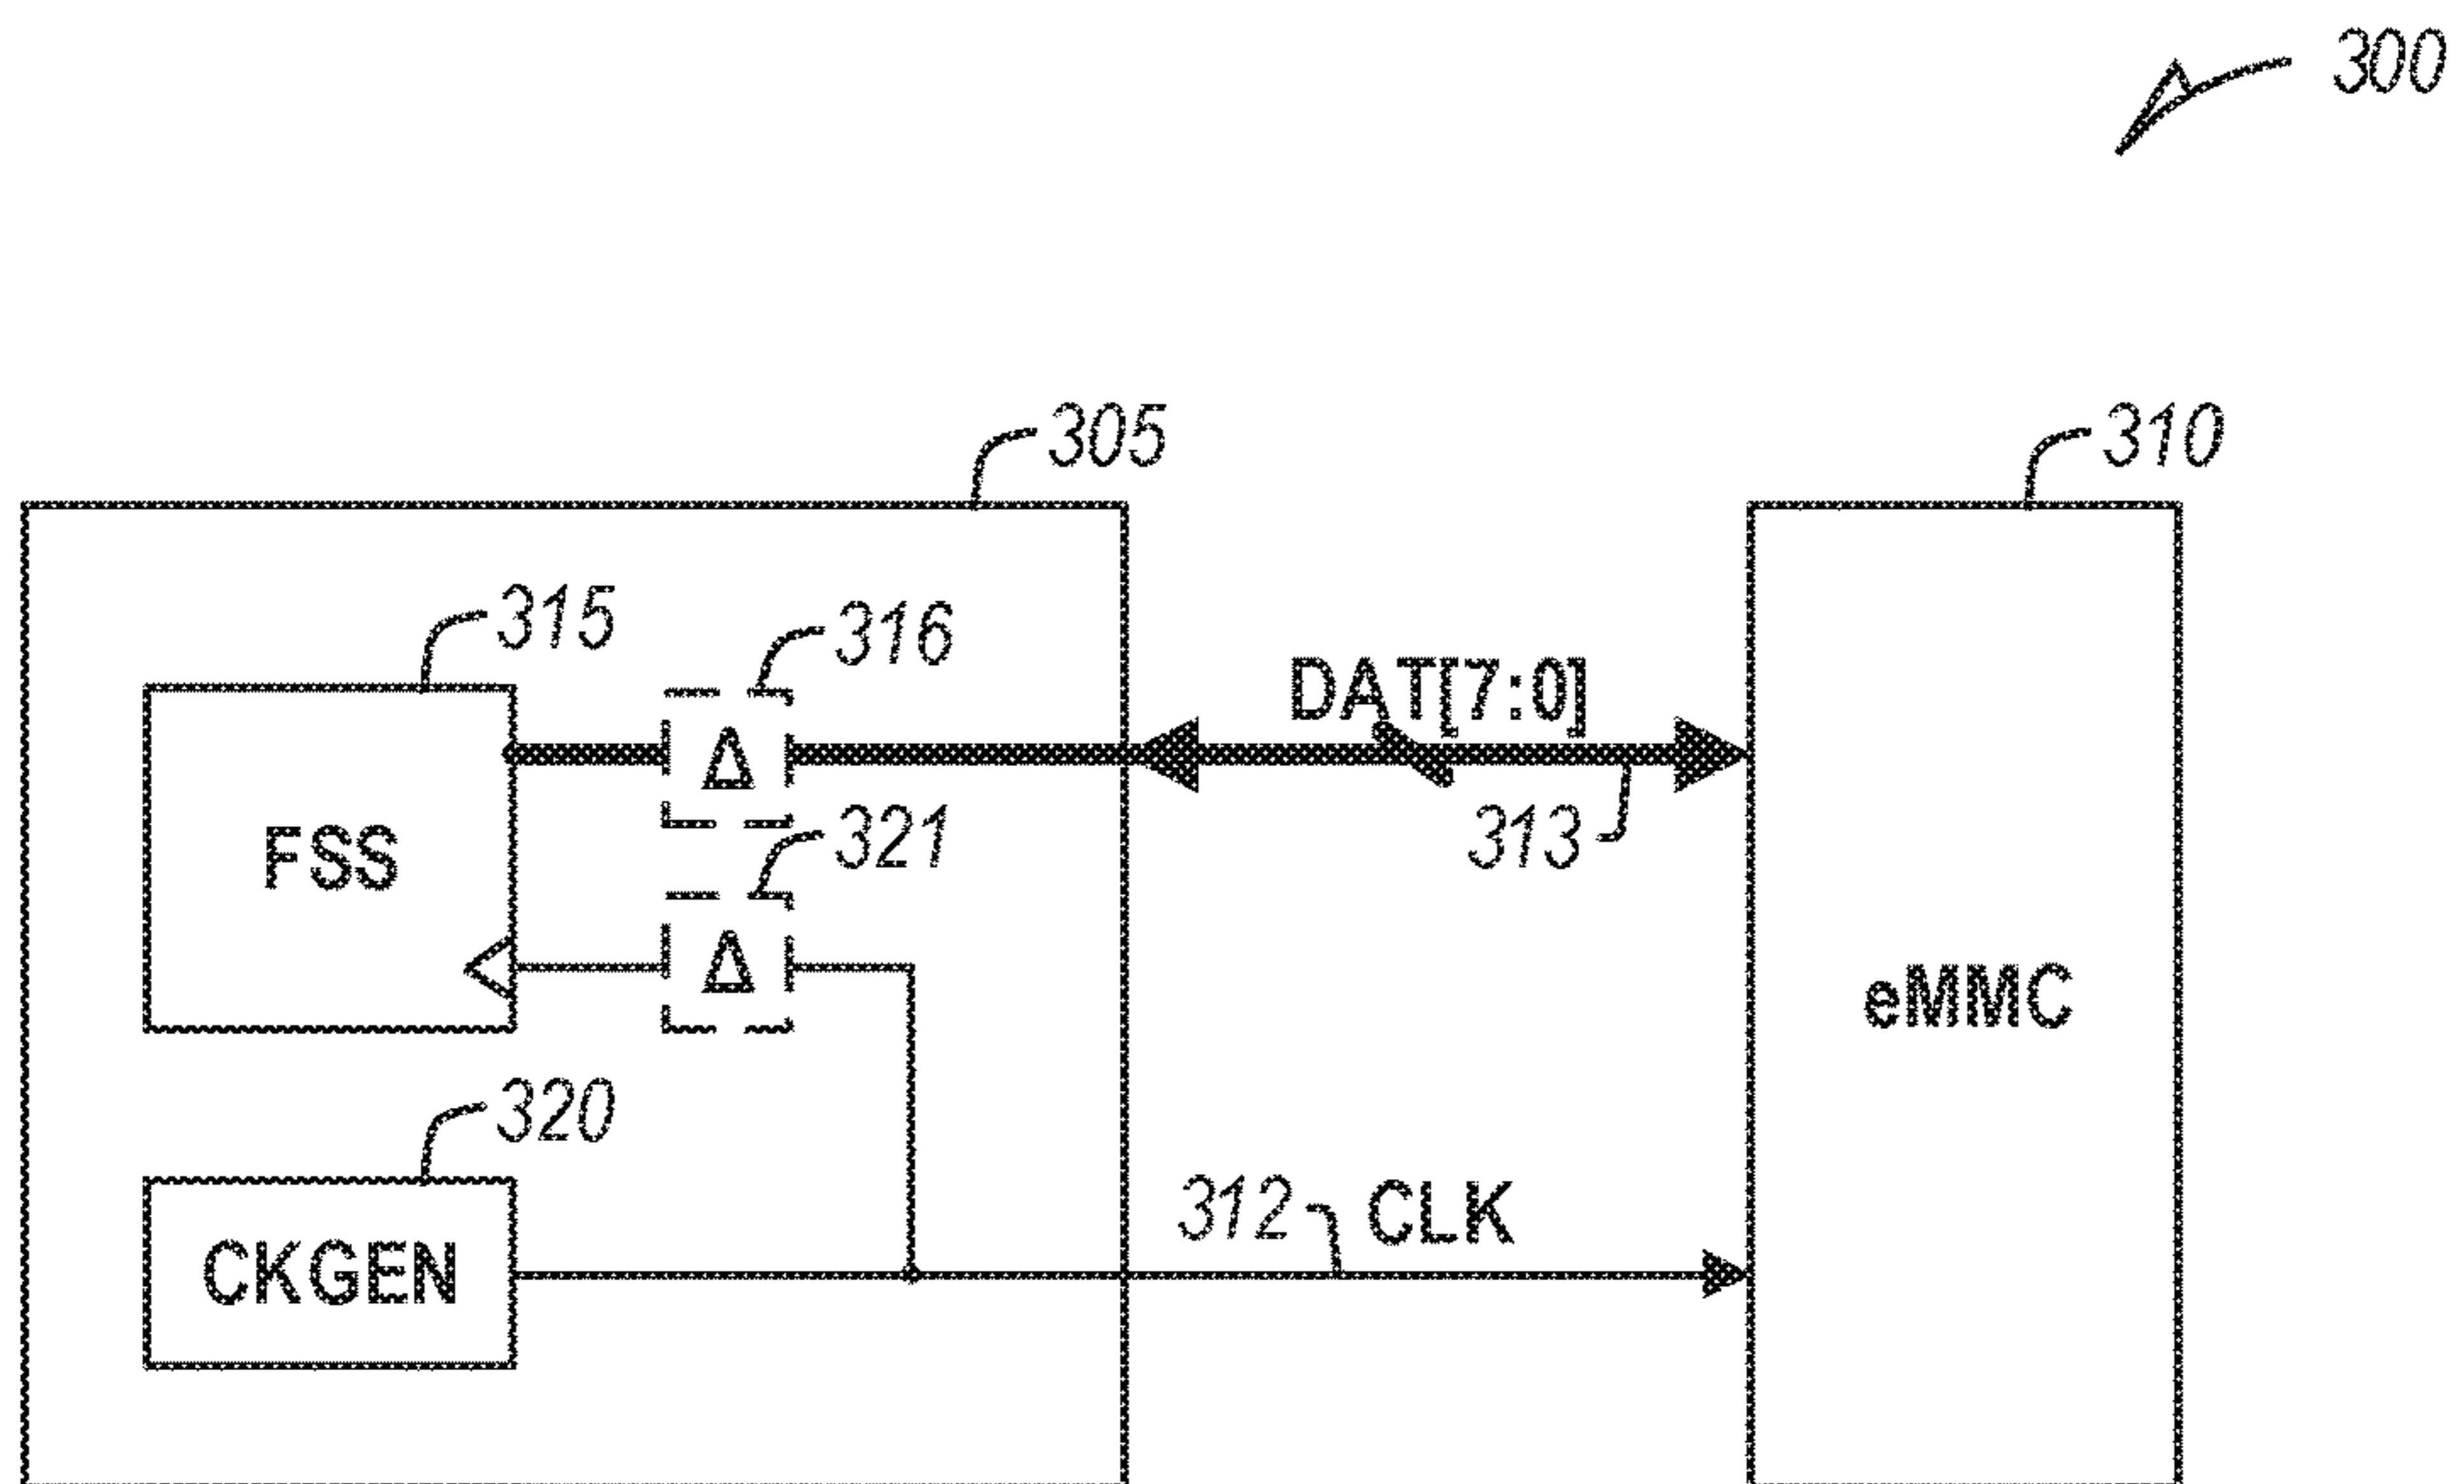 300
305
310
315
316
DAT[7:0]
Δ
313
321
FSS
Δ
eMMC
320
312 CLK
CKGEN